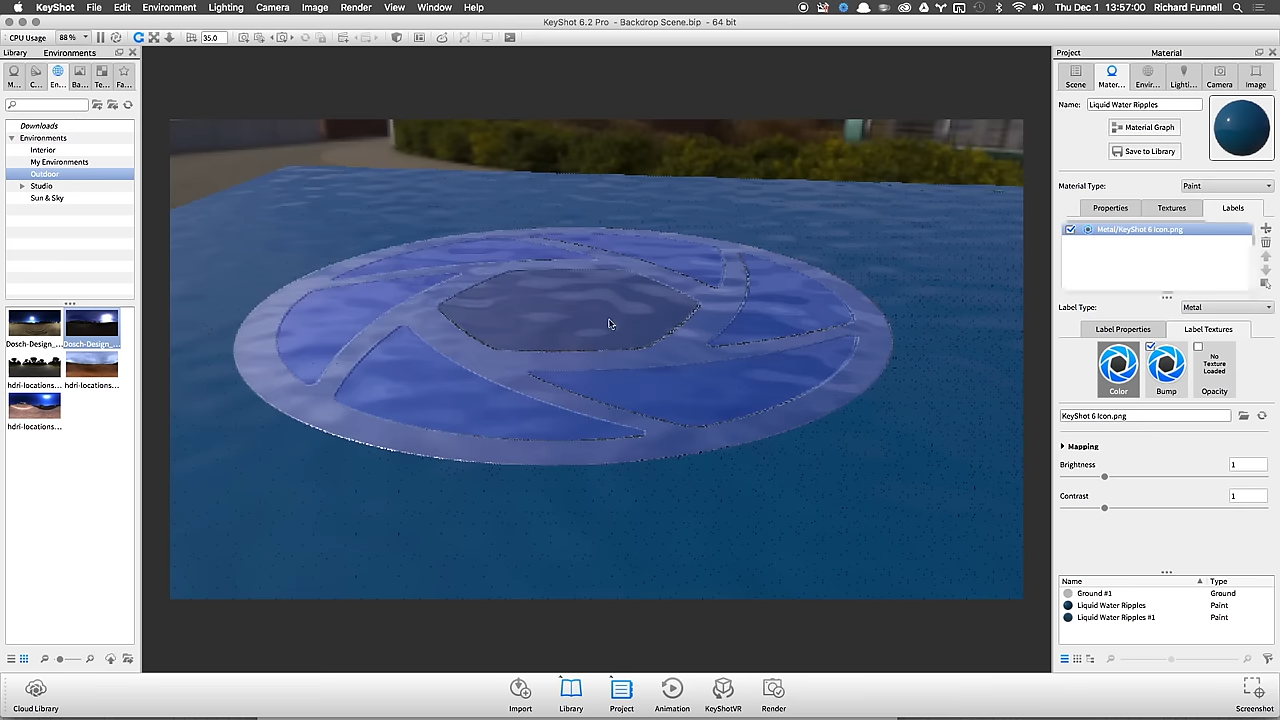 KeyShot File Edit Environment Lighting Camera Image Render View Window Help Thu Dec 1 13:57:00 Richard Funnell
KeyShot 6.2 Pro - Backdrop Scene.bip - 64 bit
CPU Usage 88 % 35.0
Library Environments
M... C... En... Ba... Te... Fa...
Downloads
Environments
Interior
My Environments
Outdoor
Studio
Sun & Sky
Dosch-Design_... Dosch-Design_...
hdri-locations... hdri-locations...
hdri-locations...
Project Material
Scene Mater... Envir... Lighti... Camera Image
Name: Liquid Water Ripples
Material Graph
Save to Library
Material Type: Paint
Properties Textures Labels
Metal/KeyShot 6 Icon.png
Label Type: Metal
Label Properties Label Textures
No Texture Loaded
Color Bump Opacity
KeyShot 6 Icon.png
Mapping
Brightness 1
Contrast 1
Name Type
Ground #1 Ground
Liquid Water Ripples Paint
Liquid Water Ripples #1 Paint
Cloud Library Import Library Project Animation KeyShotVR Render Screenshot